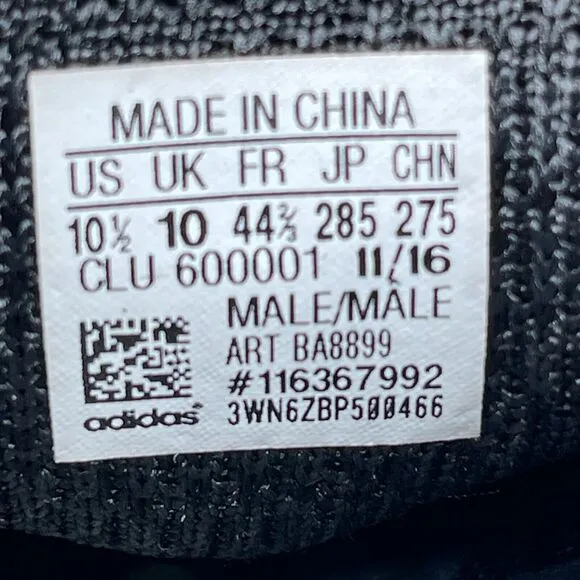 MADE IN CHINA
US UK FR JP CHN
10½ 10 44⅔ 285 275
CLU 600001 11/16
MALE/MÂLE
ART BA8899
#116367992
adidas 3WN6ZBP500466